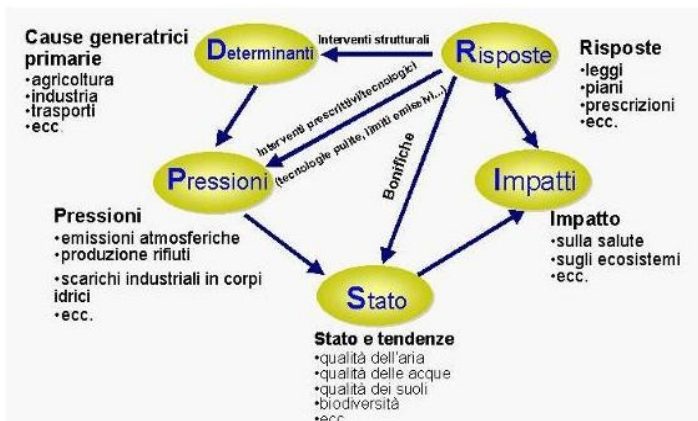 Cause generatrici
primarie
•agricoltura
•industria
•trasporti
•ecc.
Determinanti
Interventi strutturali
Risposte
Risposte
•leggi
•piani
•prescrizioni
•ecc.
Interventi prescrittivi/tecnologici
(tecnologie pulite, limiti emissivi...)
Bonifiche
Pressioni
Impatti
Pressioni
•emissioni atmosferiche
•produzione rifiuti
•scarichi industriali in corpi
idrici
•ecc.
Impatto
•sulla salute
•sugli ecosistemi
•ecc.
Stato
Stato e tendenze
•qualità dell'aria
•qualità delle acque
•qualità dei suoli
•biodiversità
•ecc